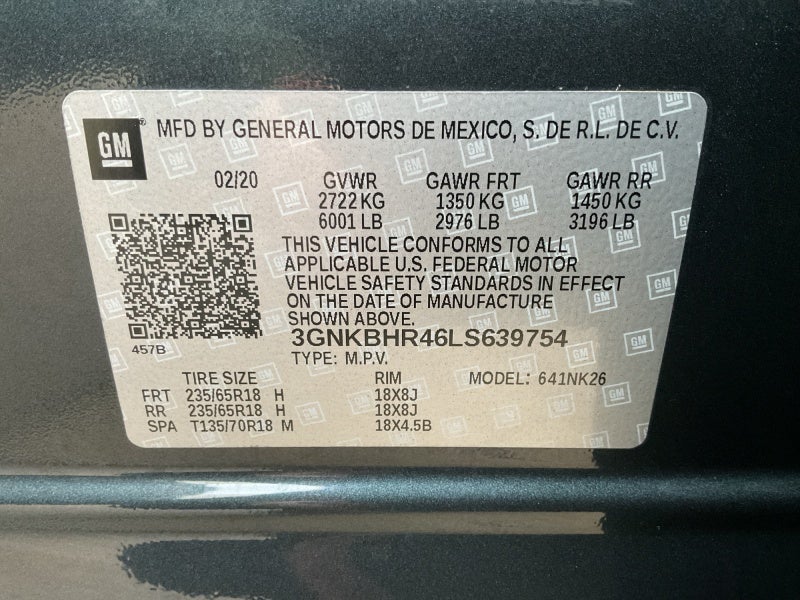 GM ® MFD BY GENERAL MOTORS DE MEXICO, S. DE R.L. DE C.V.
02/20 GVWR GAWR FRT GAWR RR
2722 KG 1350 KG 1450 KG
6001 LB 2976 LB 3196 LB
THIS VEHICLE CONFORMS TO ALL
APPLICABLE U.S. FEDERAL MOTOR
VEHICLE SAFETY STANDARDS IN EFFECT
ON THE DATE OF MANUFACTURE
SHOWN ABOVE.
457B
3GNKBHR46LS639754
TYPE: M.P.V.
TIRE SIZE RIM MODEL: 641NK26
FRT 235/65R18 H 18X8J
RR 235/65R18 H 18X8J
SPA T135/70R18 M 18X4.5B